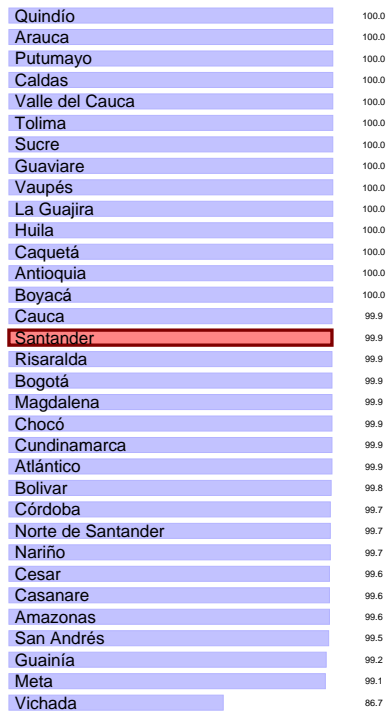 Quindío 100.0
Arauca 100.0
Putumayo 100.0
Caldas 100.0
Valle del Cauca 100.0
Tolima 100.0
Sucre 100.0
Guaviare 100.0
Vaupés 100.0
La Guajira 100.0
Huila 100.0
Caquetá 100.0
Antioquia 100.0
Boyacá 100.0
Cauca 99.9
Santander 99.9
Risaralda 99.9
Bogotá 99.9
Magdalena 99.9
Chocó 99.9
Cundinamarca 99.9
Atlántico 99.9
Bolivar 99.8
Córdoba 99.7
Norte de Santander 99.7
Nariño 99.7
Cesar 99.6
Casanare 99.6
Amazonas 99.6
San Andrés 99.5
Guainía 99.2
Meta 99.1
Vichada 86.7